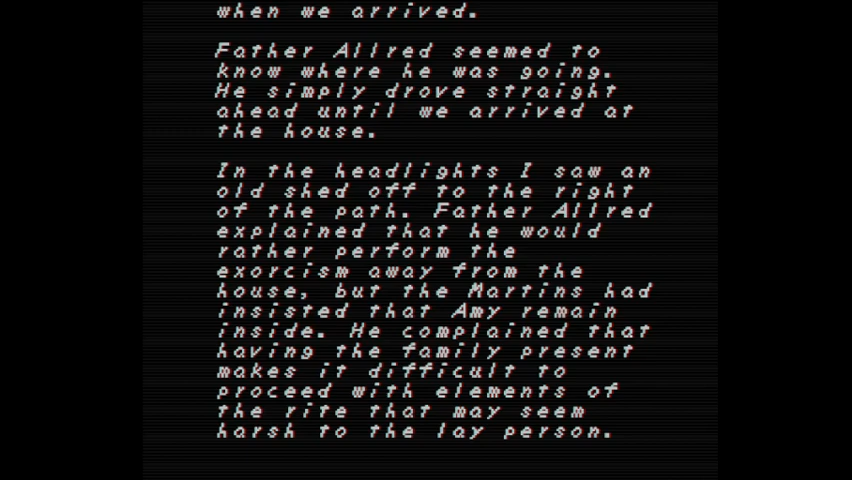 when we arrived.
Father Allred seemed to
know where he was going.
He simply drove straight
ahead until we arrived at
the house.
In the headlights I saw an
old shed off to the right
of the path. Father Allred
explained that he would
rather perform the
exorcism away from the
house, but the Martins had
insisted that Amy remain
inside. He complained that
having the family present
makes it difficult to
proceed with elements of
the rite that may seem
harsh to the lay person.